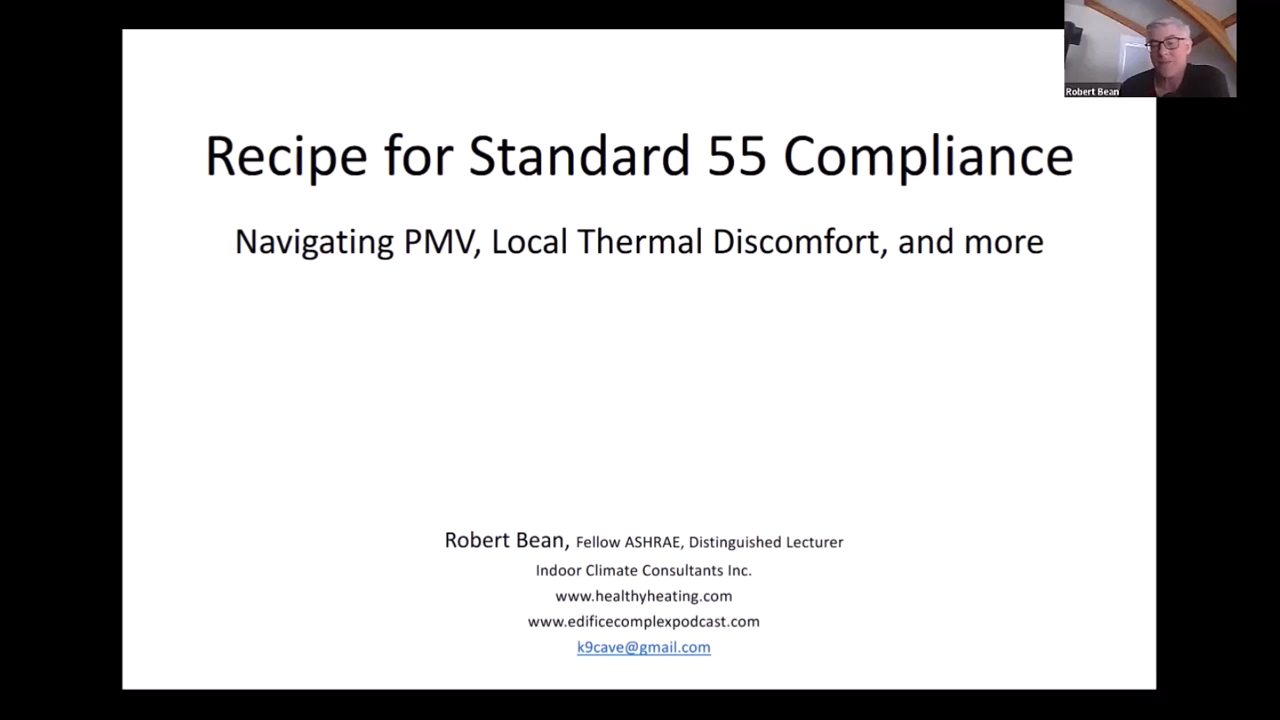 Robert Bean
Recipe for Standard 55 Compliance
Navigating PMV, Local Thermal Discomfort, and more
Robert Bean, Fellow ASHRAE, Distinguished Lecturer
Indoor Climate Consultants Inc.
www.healthyheating.com
www.edificecomplexpodcast.com
k9cave@gmail.com